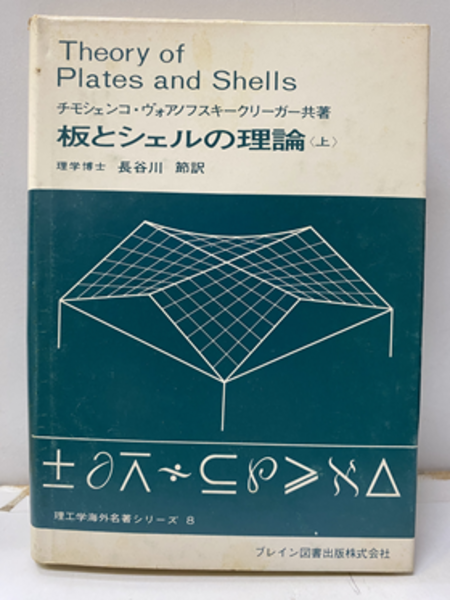 Theory of
Plates and Shells
チモシェンコ・ヴォアノフスキークリーガー共著
板とシェルの理論〈上〉
理学博士 長谷川 節訳
±∂⊼~⊆℘⩾ℵ∇
理工学海外名著シリーズ 8
ブレイン図書出版株式会社